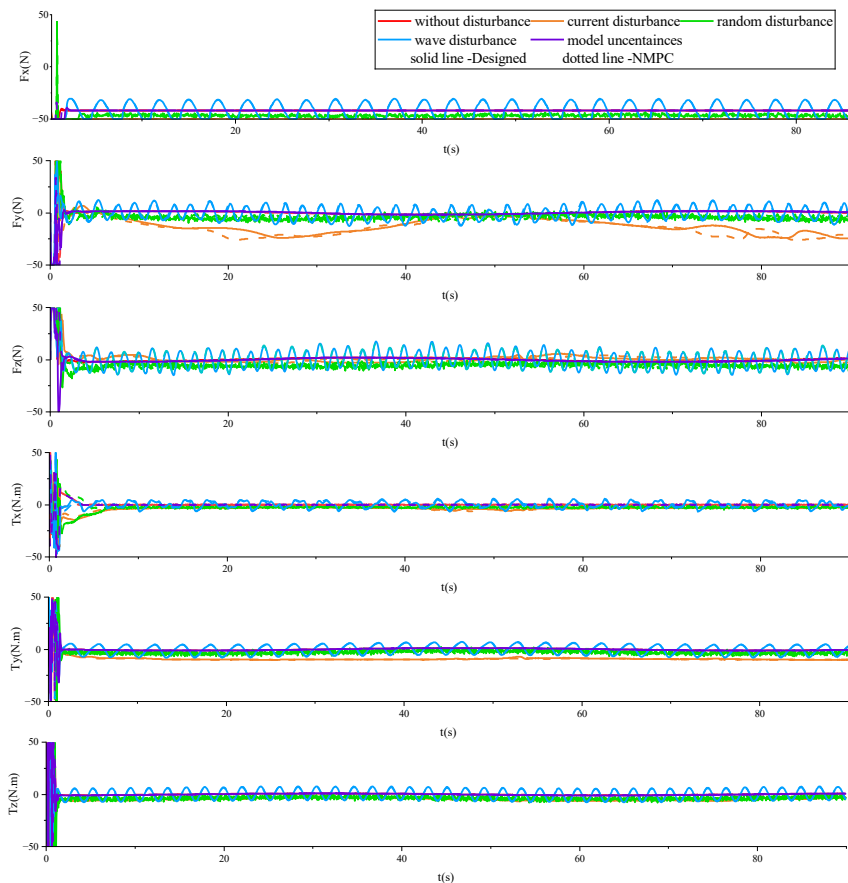 without disturbance current disturbance random disturbance
wave disturbance model uncentainces
solid line -Designed dotted line -NMPC
50
0
-50
Fx(N)
20 40 60 80
t(s)
50
0
-50
Fy(N)
0 20 40 60 80
t(s)
50
0
-50
Fz(N)
0 20 40 60 80
t(s)
50
0
-50
Tx(N.m)
0 20 40 60 80
t(s)
50
0
-50
Ty(N.m)
0 20 40 60 80
t(s)
50
0
-50
Tz(N.m)
0 20 40 60 80
t(s)